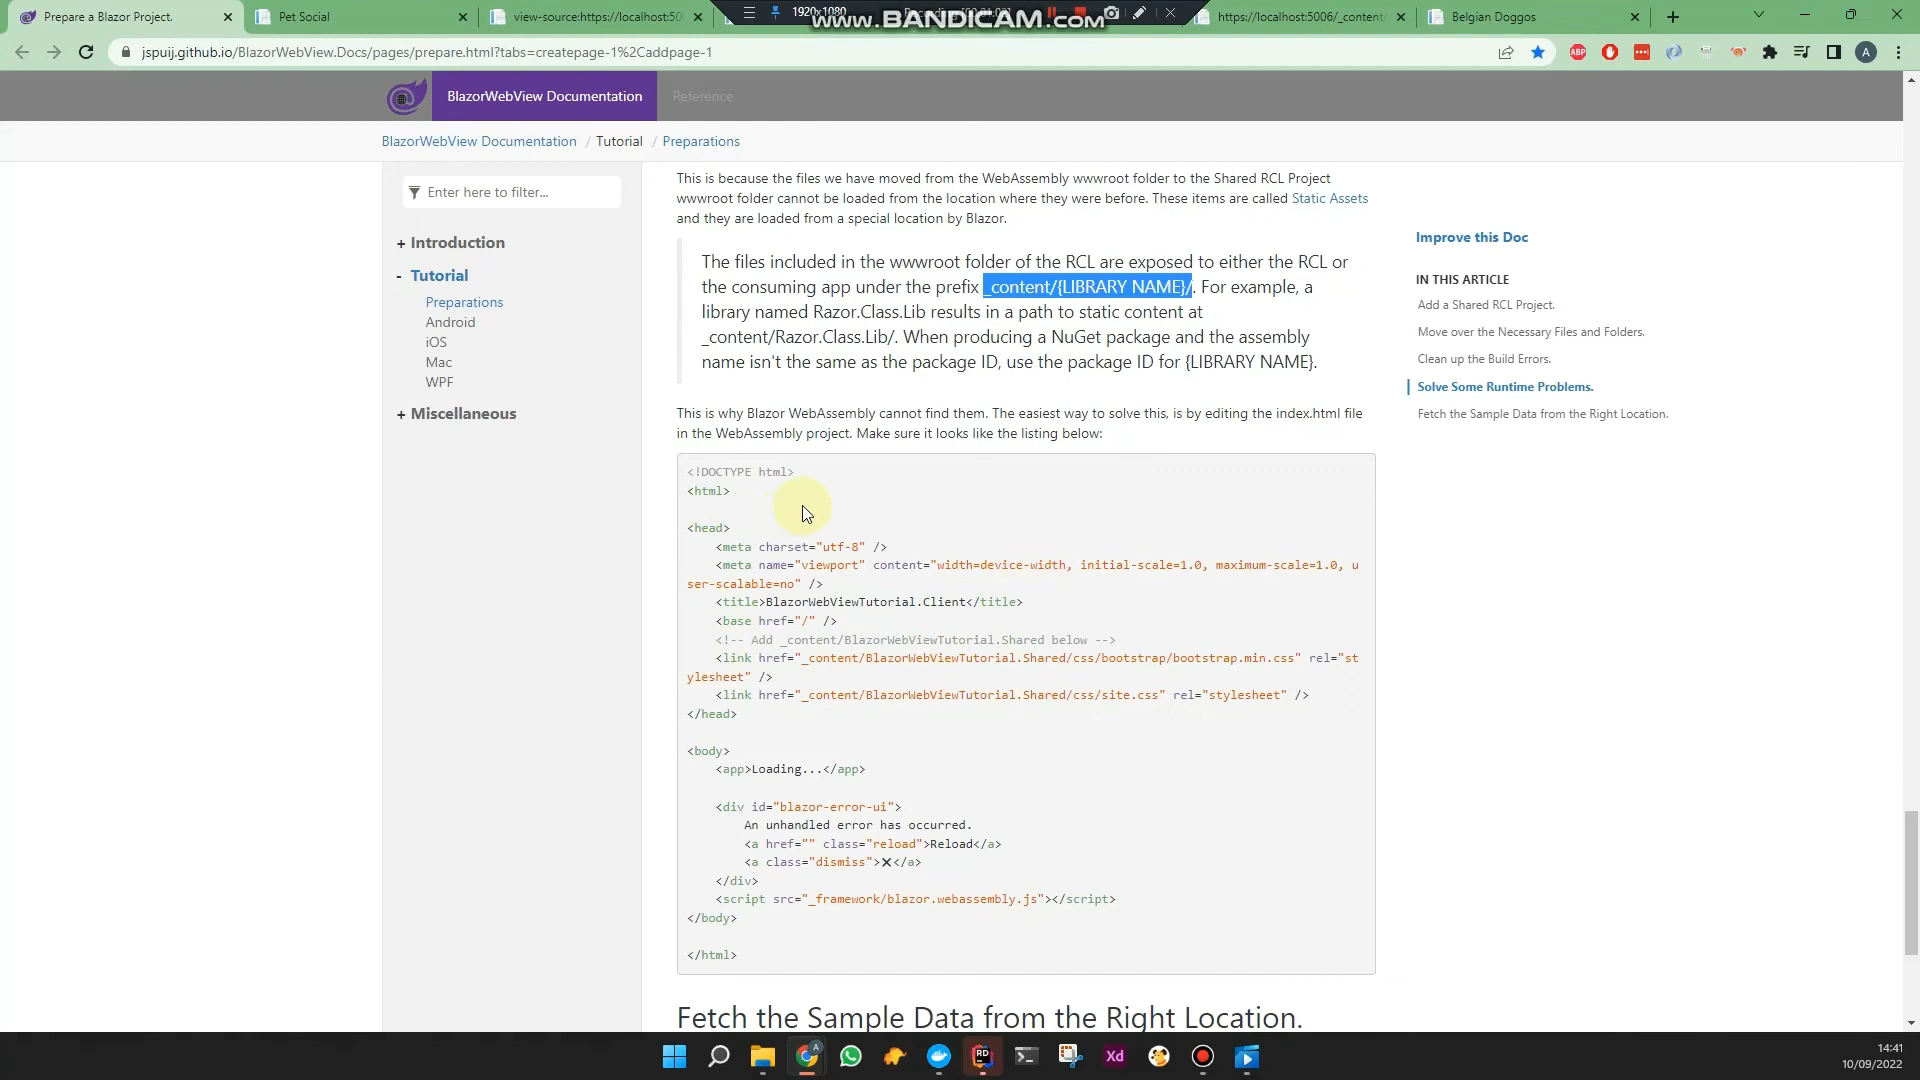 Prepare a Blazor Project.
Pet Social
view-source:https://localhost:50
1920x1080
www.BANDICAM.com
https://localhost:5006/_content
Belgian Doggos
jspuij.github.io/BlazorWebView.Docs/pages/prepare.html?tabs=createpage-1%2Caddpage-1
ABP
A
BlazorWebView Documentation
Reference
BlazorWebView Documentation / Tutorial / Preparations
Enter here to filter...
+ Introduction
- Tutorial
Preparations
Android
iOS
Mac
WPF
+ Miscellaneous
This is because the files we have moved from the WebAssembly wwwroot folder to the Shared RCL Project
wwwroot folder cannot be loaded from the location where they were before. These items are called Static Assets
and they are loaded from a special location by Blazor.
The files included in the wwwroot folder of the RCL are exposed to either the RCL or
the consuming app under the prefix _content/{LIBRARY NAME}/. For example, a
library named Razor.Class.Lib results in a path to static content at
_content/Razor.Class.Lib/. When producing a NuGet package and the assembly
name isn't the same as the package ID, use the package ID for {LIBRARY NAME}.
This is why Blazor WebAssembly cannot find them. The easiest way to solve this, is by editing the index.html file
in the WebAssembly project. Make sure it looks like the listing below:
<!DOCTYPE html>
<html>
<head>
<meta charset="utf-8" />
<meta name="viewport" content="width=device-width, initial-scale=1.0, maximum-scale=1.0, u
ser-scalable=no" />
<title>BlazorWebViewTutorial.Client</title>
<base href="/" />
<!-- Add _content/BlazorWebViewTutorial.Shared below -->
<link href="_content/BlazorWebViewTutorial.Shared/css/bootstrap/bootstrap.min.css" rel="st
ylesheet" />
<link href="_content/BlazorWebViewTutorial.Shared/css/site.css" rel="stylesheet" />
</head>
<body>
<app>Loading...</app>
<div id="blazor-error-ui">
An unhandled error has occurred.
<a href="" class="reload">Reload</a>
<a class="dismiss">🗙</a>
</div>
<script src="_framework/blazor.webassembly.js"></script>
</body>
</html>
Fetch the Sample Data from the Right Location.
Improve this Doc
IN THIS ARTICLE
Add a Shared RCL Project.
Move over the Necessary Files and Folders.
Clean up the Build Errors.
Solve Some Runtime Problems.
Fetch the Sample Data from the Right Location.
A
RD
Xd
14:41
10/09/2022